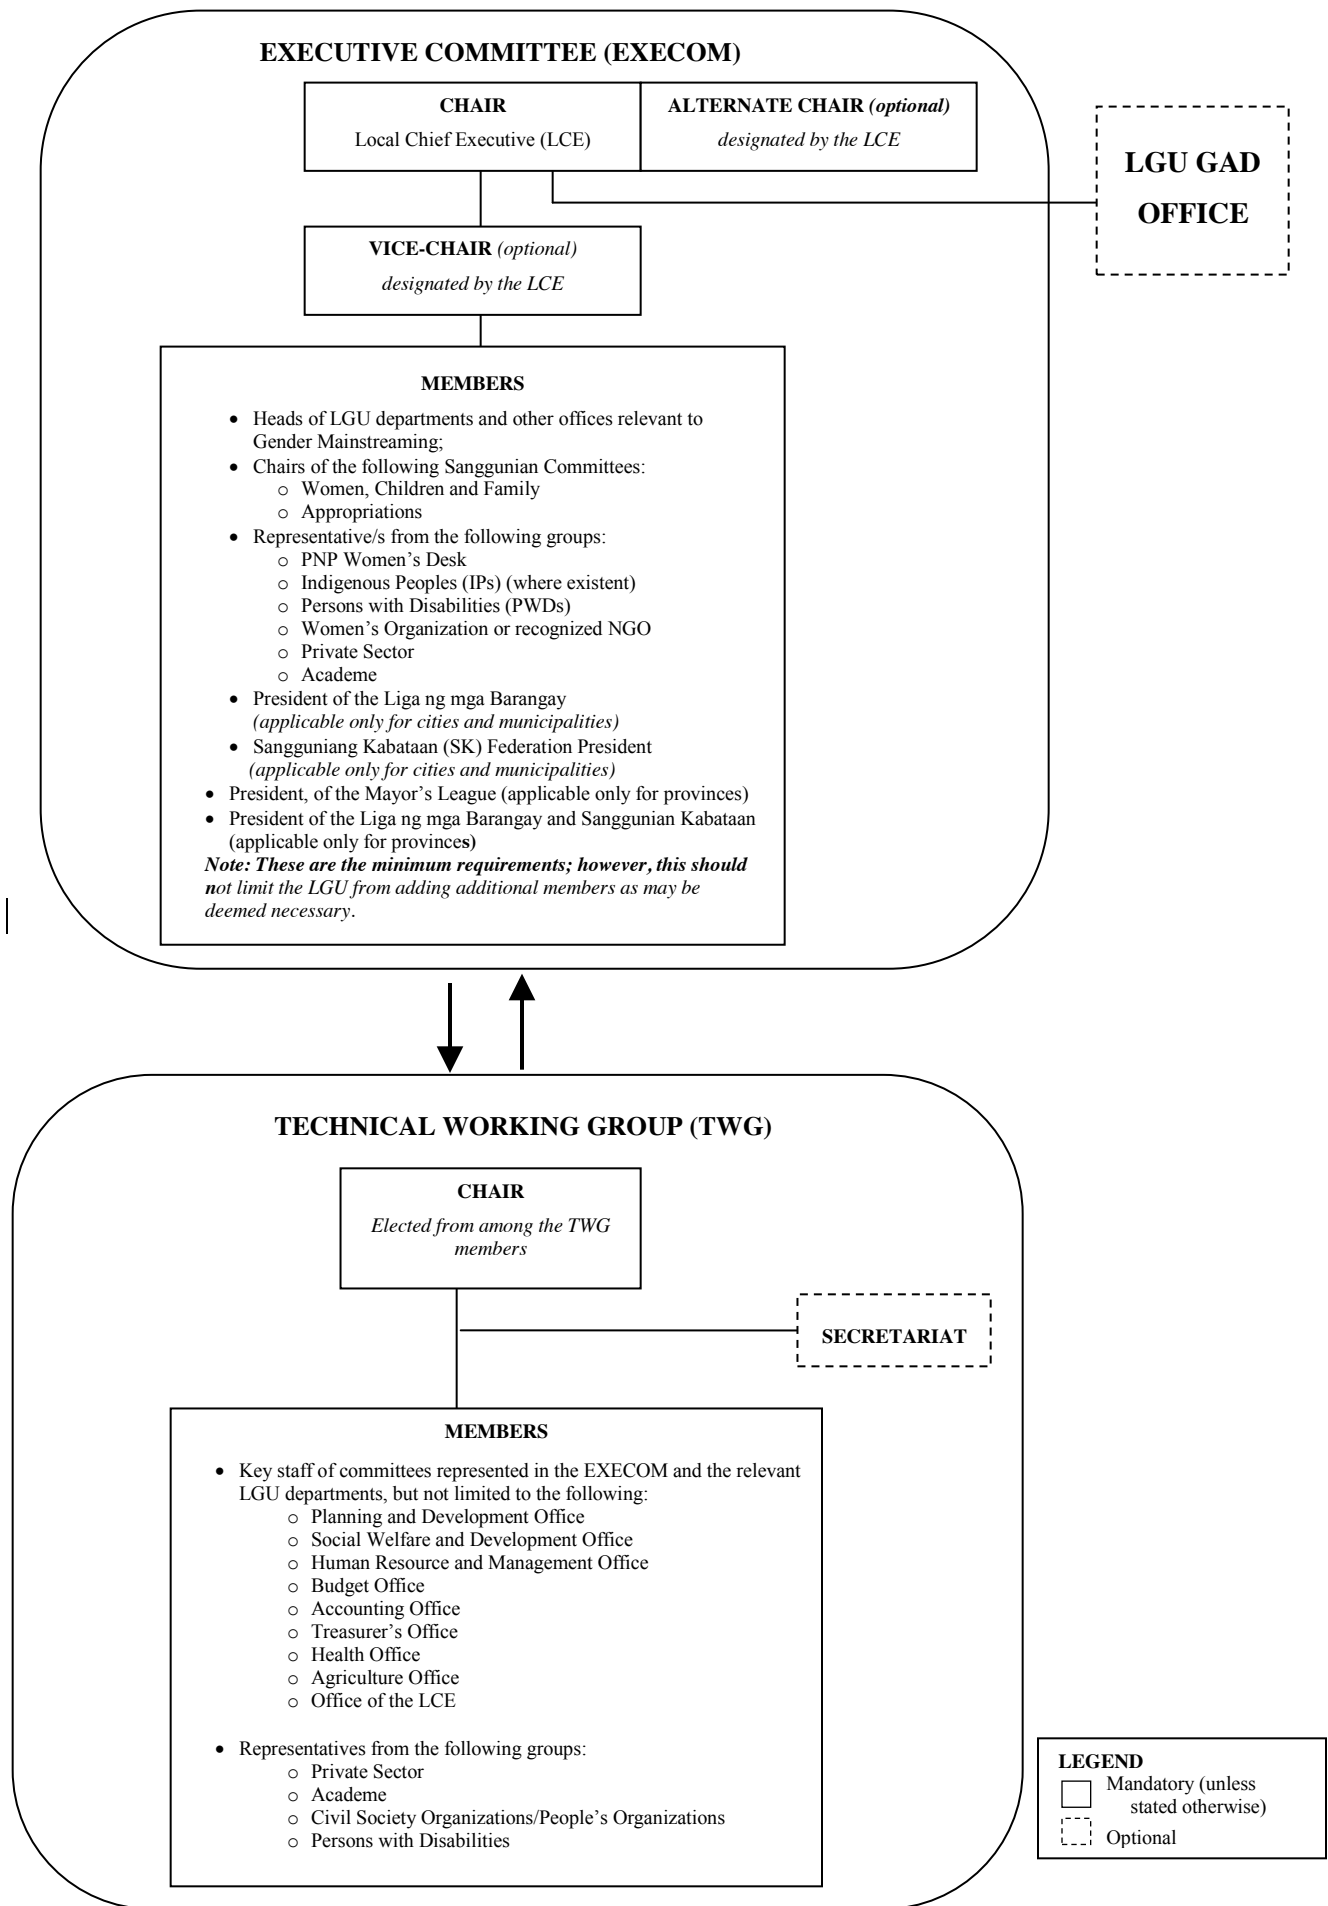 EXECUTIVE COMMITTEE (EXECOM)
CHAIR
Local Chief Executive (LCE)
ALTERNATE CHAIR (optional)
designated by the LCE
LGU GAD
OFFICE
VICE-CHAIR (optional)
designated by the LCE
MEMBERS
• Heads of LGU departments and other offices relevant to
Gender Mainstreaming;
• Chairs of the following Sanggunian Committees:
o Women, Children and Family
o Appropriations
• Representative/s from the following groups:
o PNP Women’s Desk
o Indigenous Peoples (IPs) (where existent)
o Persons with Disabilities (PWDs)
o Women’s Organization or recognized NGO
o Private Sector
o Academe
• President of the Liga ng mga Barangay
(applicable only for cities and municipalities)
• Sangguniang Kabataan (SK) Federation President
(applicable only for cities and municipalities)
• President, of the Mayor’s League (applicable only for provinces)
• President of the Liga ng mga Barangay and Sanggunian Kabataan
(applicable only for provinces)
Note: These are the minimum requirements; however, this should
not limit the LGU from adding additional members as may be
deemed necessary.
TECHNICAL WORKING GROUP (TWG)
CHAIR
Elected from among the TWG
members
SECRETARIAT
MEMBERS
• Key staff of committees represented in the EXECOM and the relevant
LGU departments, but not limited to the following:
o Planning and Development Office
o Social Welfare and Development Office
o Human Resource and Management Office
o Budget Office
o Accounting Office
o Treasurer’s Office
o Health Office
o Agriculture Office
o Office of the LCE
• Representatives from the following groups:
o Private Sector
o Academe
o Civil Society Organizations/People’s Organizations
o Persons with Disabilities
LEGEND
Mandatory (unless
stated otherwise)
Optional